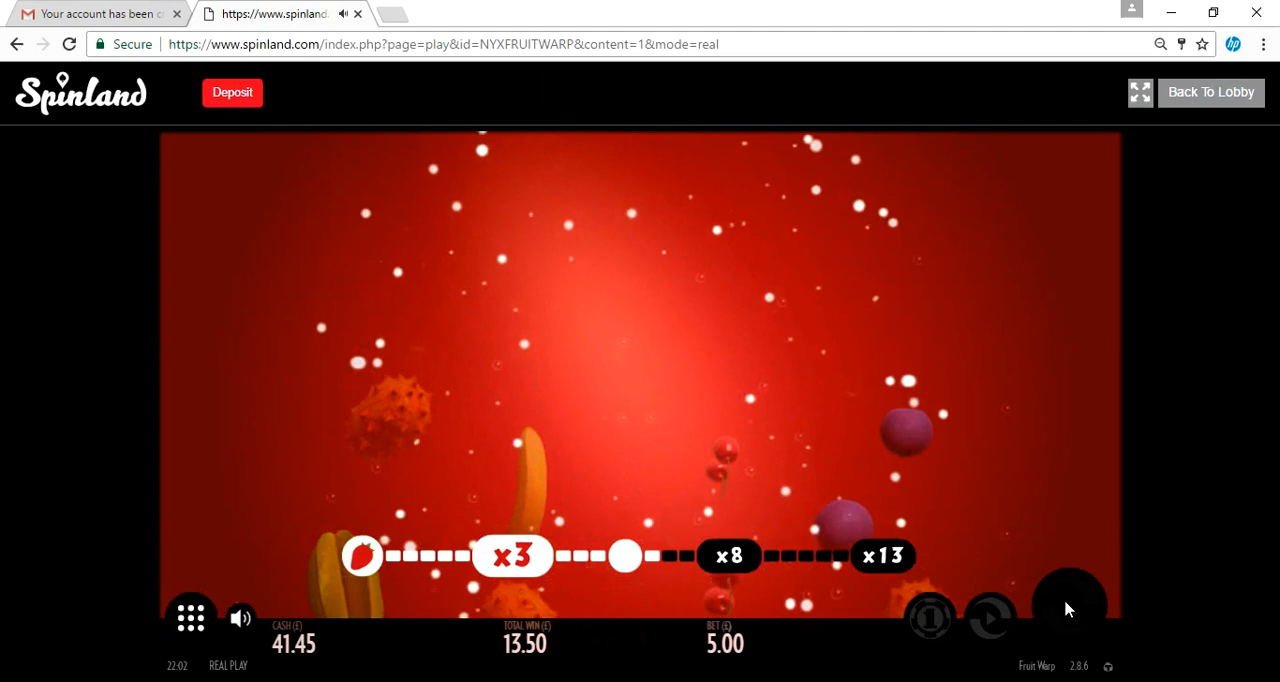 Your account has been c
https://www.spinland.
Secure
https://www.spinland.com/index.php?page=play&id=NYXFRUITWARP&content=1&mode=real
hp
Spinland
Deposit
Back To Lobby
x3
x8
x13
1
CASH (£)
41.45
TOTAL WIN (£)
13.50
BET (£)
5.00
22:02
REAL PLAY
Fruit Warp
2.8.6